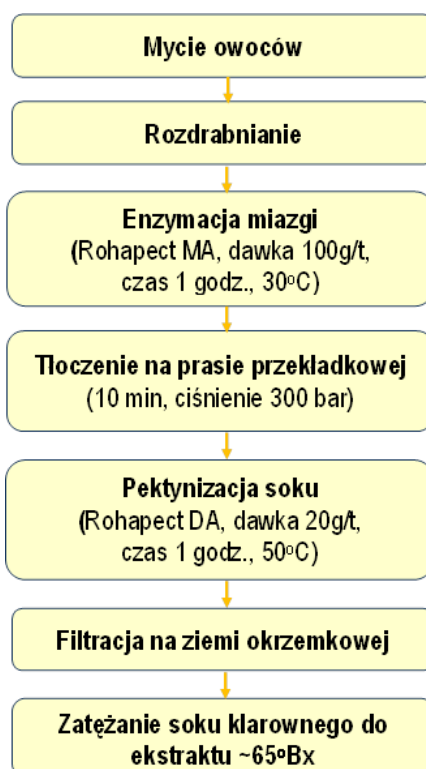 Mycie owoców
Rozdrabnianie
Enzymacja miazgi
(Rohapect MA, dawka 100g/t,
czas 1 godz., 30ºC)
Tłoczenie na prasie przekładkowej
(10 min, ciśnienie 300 bar)
Pektynizacja soku
(Rohapect DA, dawka 20g/t,
czas 1 godz., 50ºC)
Filtracja na ziemi okrzemkowej
Zatężanie soku klarownego do
ekstraktu ~65ºBx